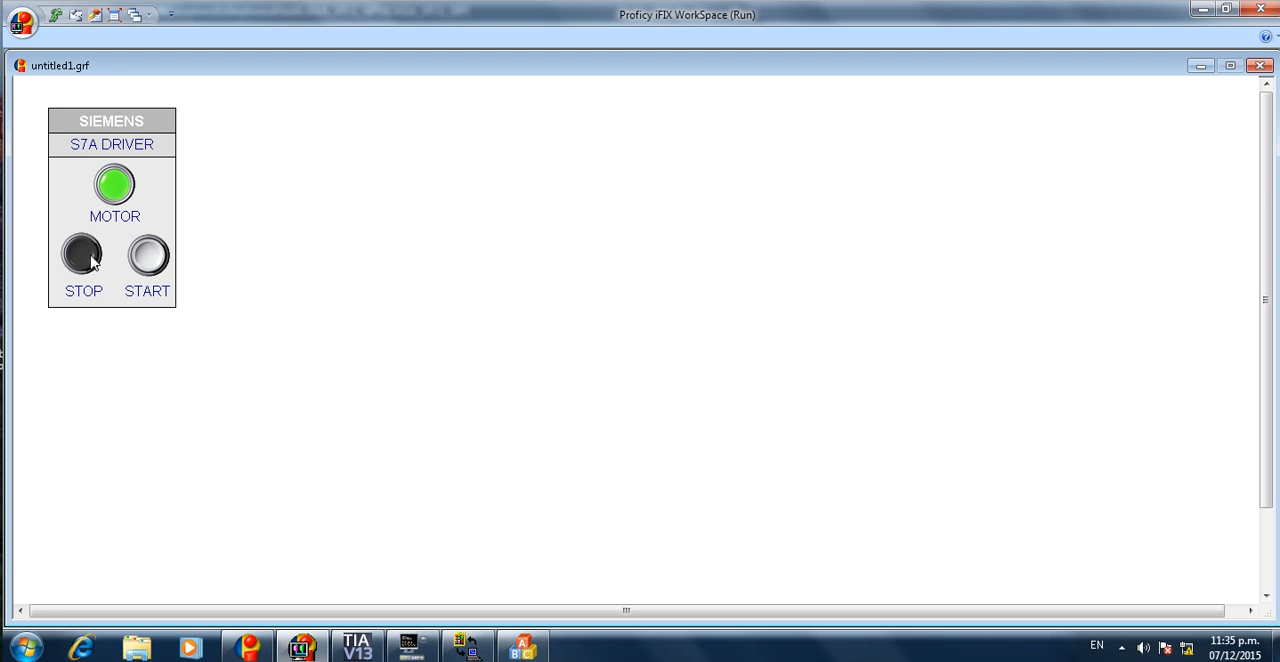 Proficy iFIX WorkSpace (Run)
untitled1.grf
SIEMENS
S7A DRIVER
MOTOR
STOP START
TIA
V13
EN
11:35 p.m.
07/12/2015